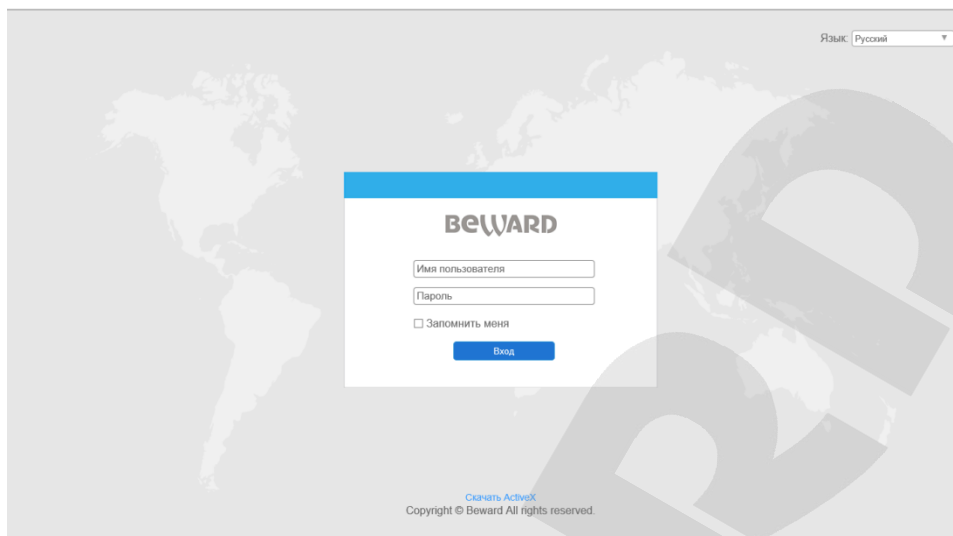 Язык: Русский
BEWARD
Имя пользователя
Пароль
Запомнить меня
Вход
Скачать ActiveX
Copyright © Beward All rights reserved.